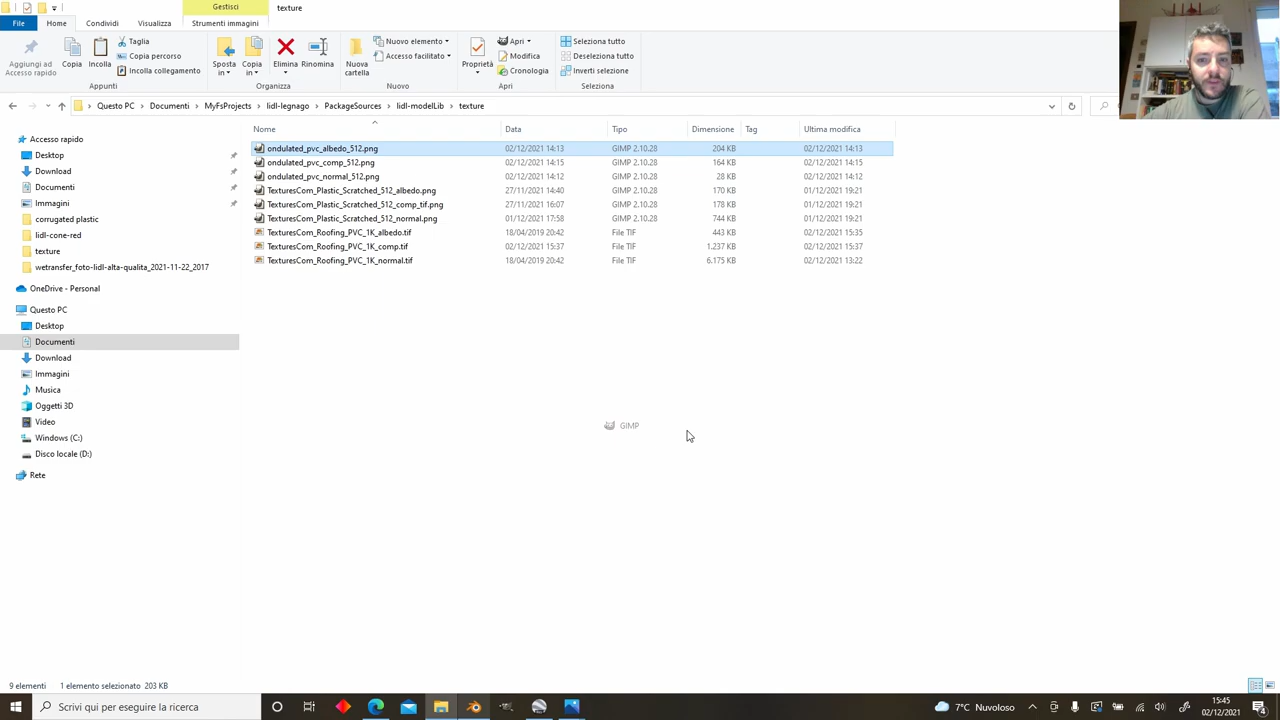 Gestisci
texture
File
Home
Condividi
Visualizza
Strumenti immagini
Aggiungi ad Accesso rapido
Copia
Incolla
Taglia
Copia percorso
Incolla collegamento
Appunti
Sposta in
Copia in
Elimina
Rinomina
Organizza
Nuova cartella
Nuovo elemento
Accesso facilitato
Nuovo
Proprietà
Apri
Modifica
Cronologia
Apri
Seleziona tutto
Deseleziona tutto
Inverti selezione
Seleziona
Questo PC > Documenti > MyFsProjects > lidl-legnago > PackageSources > lidl-modelLib > texture
Nome Data Tipo Dimensione Tag Ultima modifica
ondulated_pvc_albedo_512.png 02/12/2021 14:13 GIMP 2.10.28 204 KB 02/12/2021 14:13
ondulated_pvc_comp_512.png 02/12/2021 14:15 GIMP 2.10.28 164 KB 02/12/2021 14:15
ondulated_pvc_normal_512.png 02/12/2021 14:12 GIMP 2.10.28 28 KB 02/12/2021 14:12
TexturesCom_Plastic_Scratched_512_albedo.png 27/11/2021 14:40 GIMP 2.10.28 170 KB 01/12/2021 19:21
TexturesCom_Plastic_Scratched_512_comp_tif.png 27/11/2021 16:07 GIMP 2.10.28 178 KB 01/12/2021 19:21
TexturesCom_Plastic_Scratched_512_normal.png 01/12/2021 17:58 GIMP 2.10.28 744 KB 01/12/2021 19:21
TexturesCom_Roofing_PVC_1K_albedo.tif 18/04/2019 20:42 File TIF 443 KB 02/12/2021 15:35
TexturesCom_Roofing_PVC_1K_comp.tif 02/12/2021 15:37 File TIF 1.237 KB 02/12/2021 15:37
TexturesCom_Roofing_PVC_1K_normal.tif 18/04/2019 20:42 File TIF 6.175 KB 02/12/2021 13:22
Accesso rapido
Desktop
Download
Documenti
Immagini
corrugated plastic
lidl-cone-red
texture
wetransfer_foto-lidl-alta-qualita_2021-11-22_2017
OneDrive - Personal
Questo PC
Desktop
Documenti
Download
Immagini
Musica
Oggetti 3D
Video
Windows (C:)
Disco locale (D:)
Rete
GIMP
9 elementi 1 elemento selezionato 203 KB
Scrivi qui per eseguire la ricerca
7°C Nuvoloso
15:45
02/12/2021
4